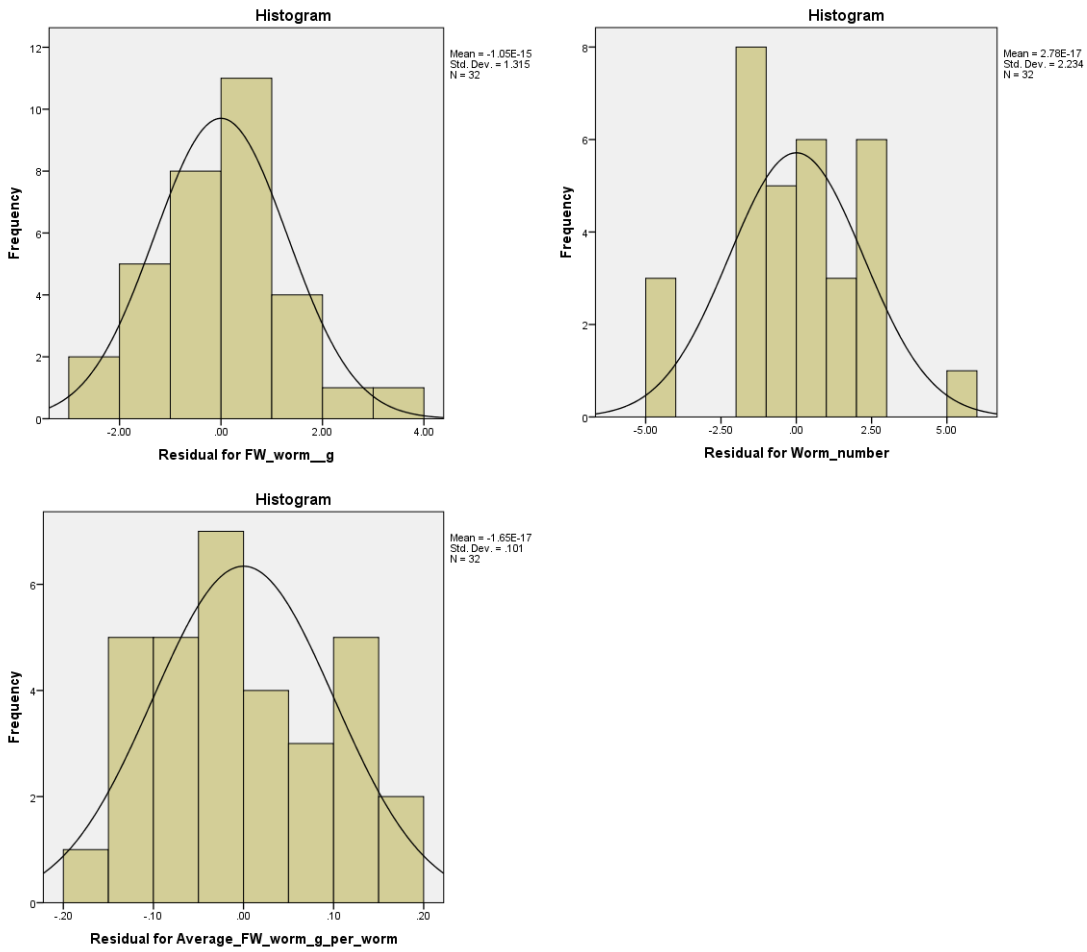 Histogram
Mean = -1.05E-15
Std. Dev. = 1.315
N = 32
Frequency
12
10
8
6
4
2
0
-2.00 .00 2.00 4.00
Residual for FW_worm__g
Histogram
Mean = 2.78E-17
Std. Dev. = 2.234
N = 32
Frequency
8
6
4
2
0
-5.00 -2.50 .00 2.50 5.00
Residual for Worm_number
Histogram
Mean = -1.65E-17
Std. Dev. = .101
N = 32
Frequency
6
4
2
0
-.20 -.10 .00 .10 .20
Residual for Average_FW_worm_g_per_worm